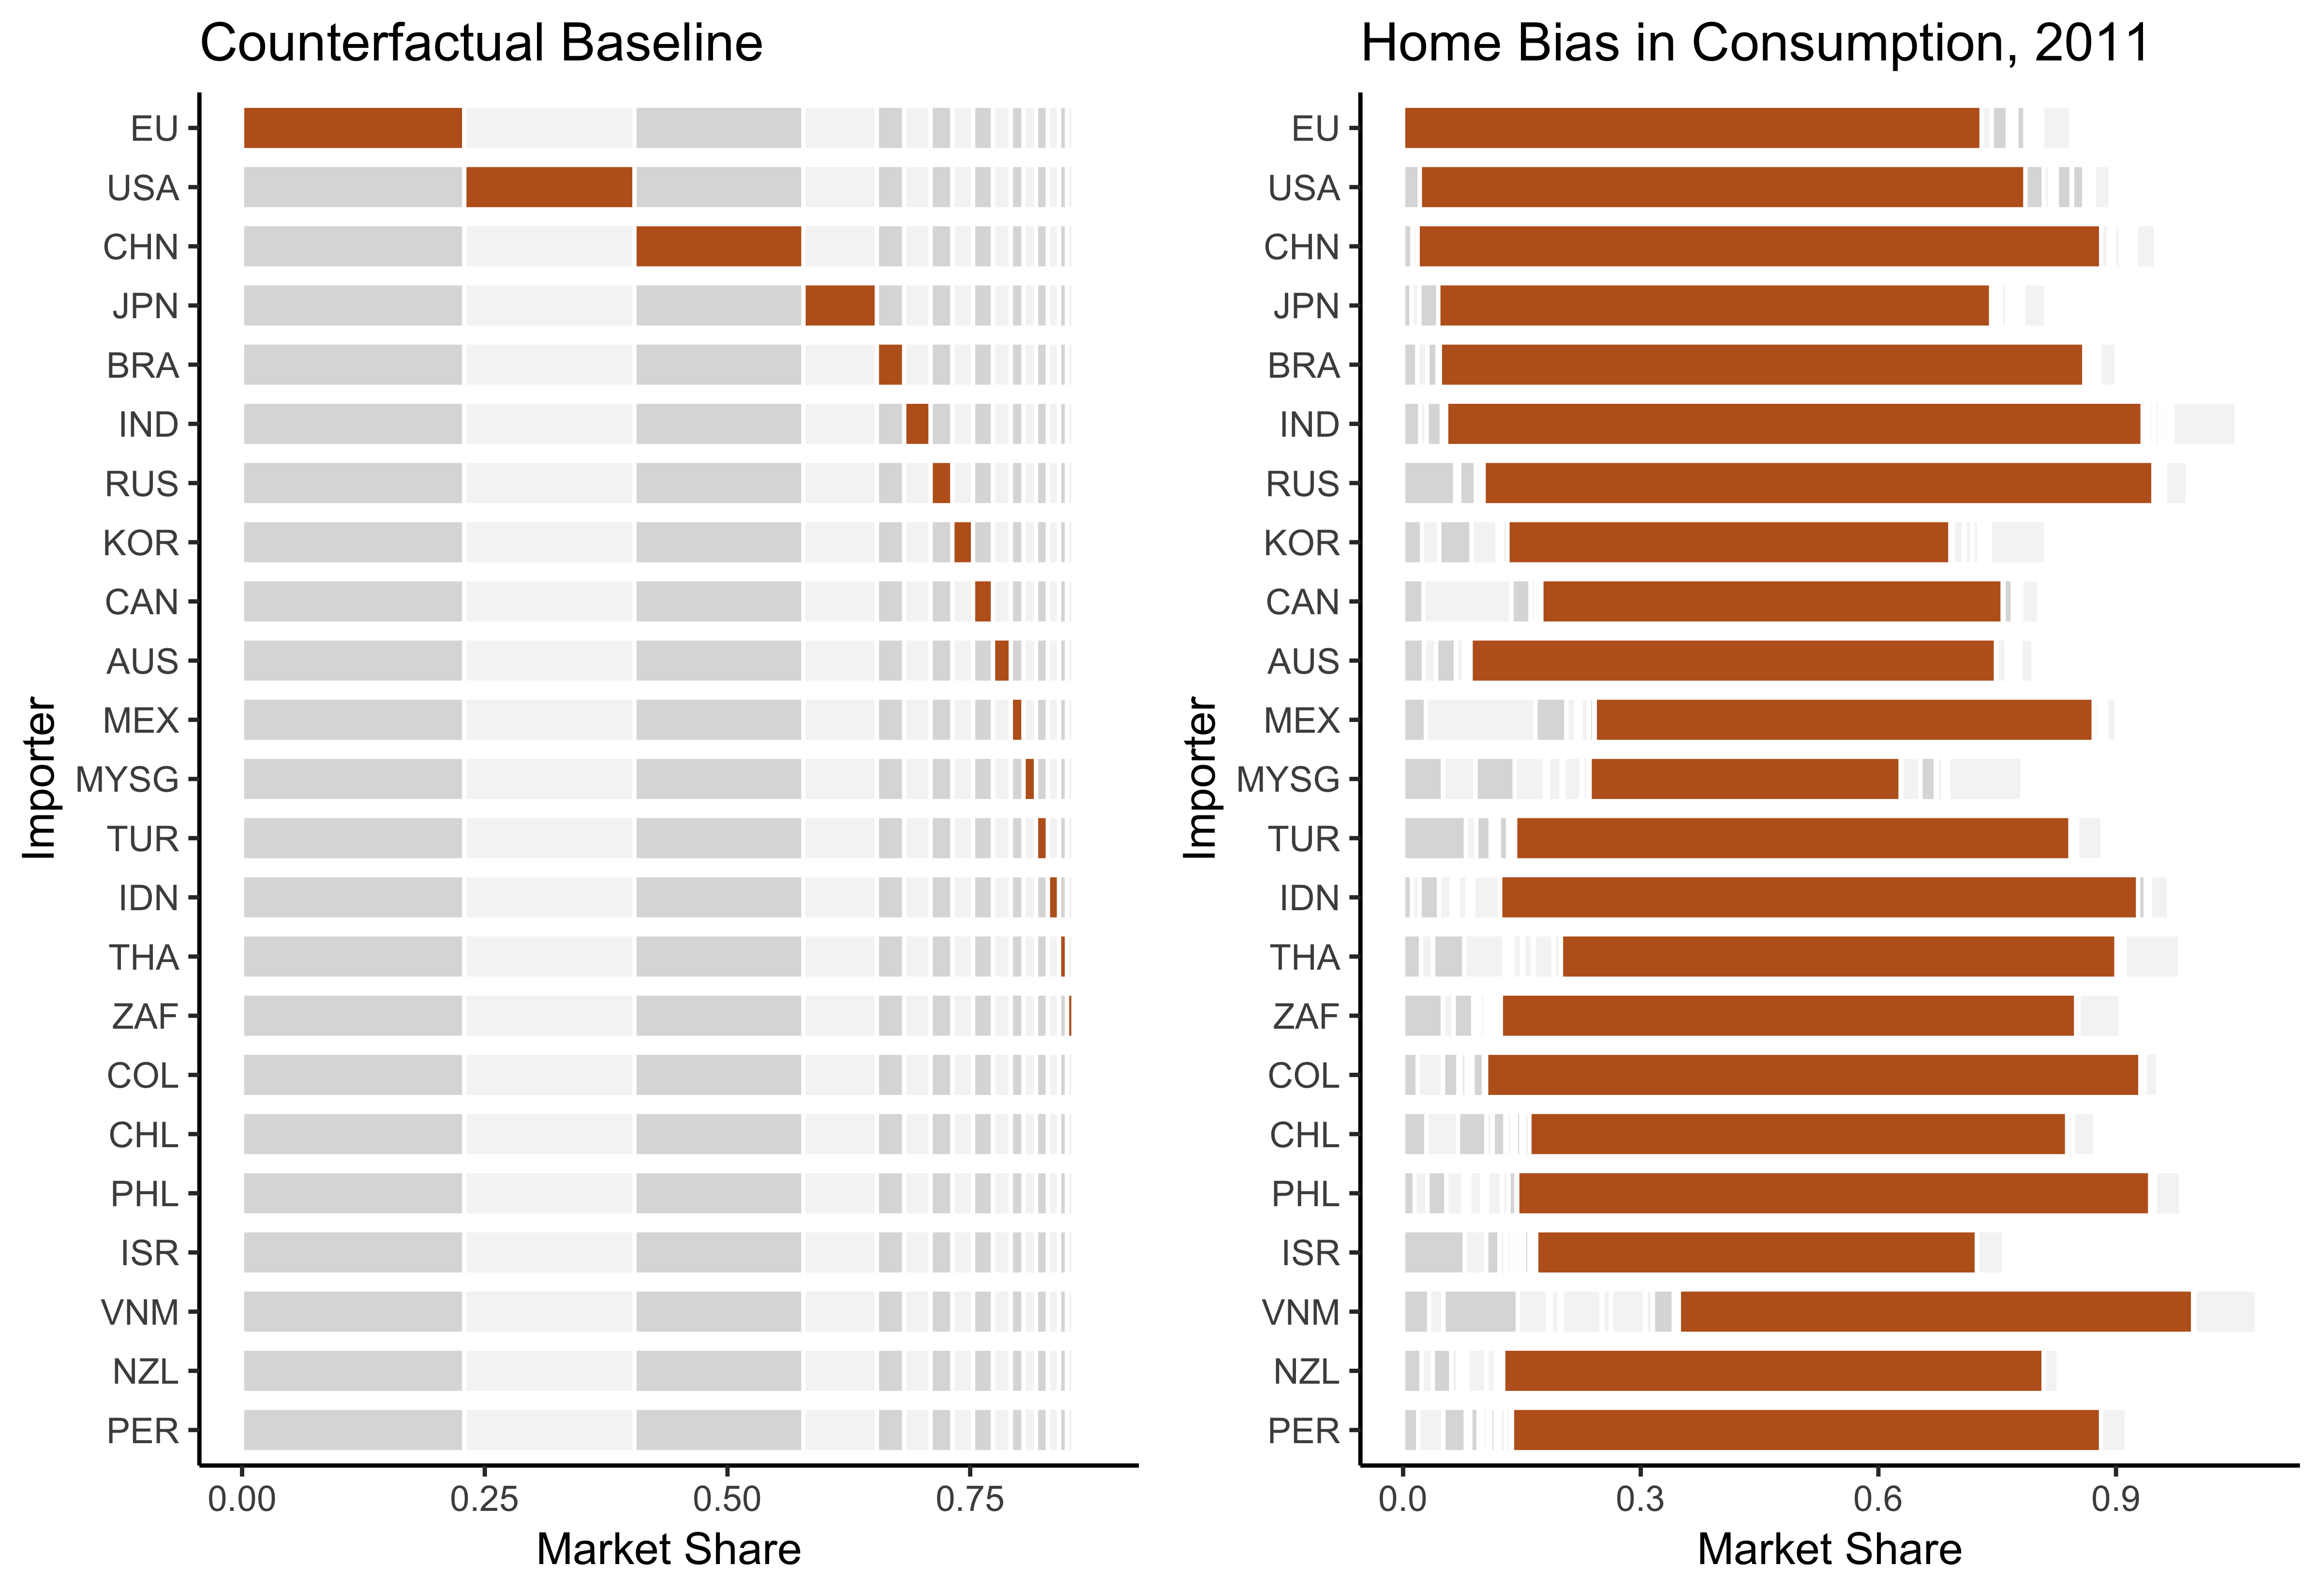 Counterfactual Baseline
EU
USA
CHN
JPN
BRA
IND
RUS
KOR
CAN
AUS
MEX
MYSG
TUR
IDN
THA
ZAF
COL
CHL
PHL
ISR
VNM
NZL
PER
Importer
0.00 0.25 0.50 0.75
Market Share
Home Bias in Consumption, 2011
EU
USA
CHN
JPN
BRA
IND
RUS
KOR
CAN
AUS
MEX
MYSG
TUR
IDN
THA
ZAF
COL
CHL
PHL
ISR
VNM
NZL
PER
Importer
0.0 0.3 0.6 0.9
Market Share